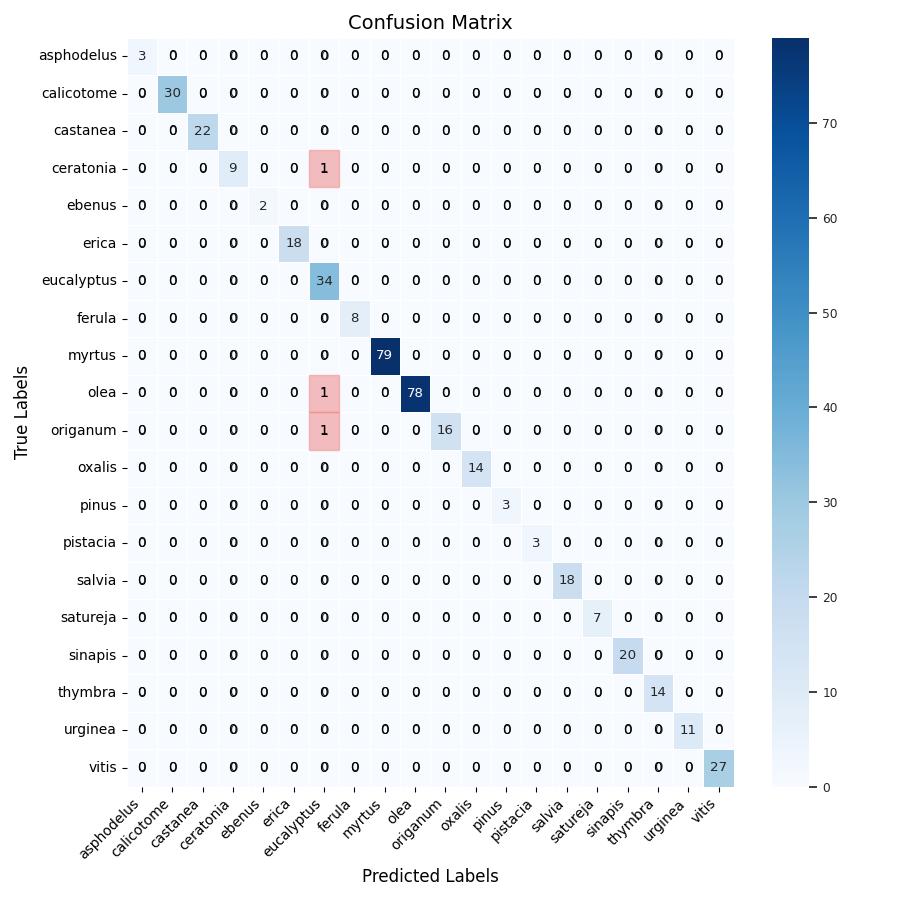 Confusion Matrix
asphodelus 3 0 0 0 0 0 0 0 0 0 0 0 0 0 0 0 0 0 0 0
calicotome 0 30 0 0 0 0 0 0 0 0 0 0 0 0 0 0 0 0 0 0
castanea 0 0 22 0 0 0 0 0 0 0 0 0 0 0 0 0 0 0 0 0
ceratonia 0 0 0 9 0 0 1 0 0 0 0 0 0 0 0 0 0 0 0 0
ebenus 0 0 0 0 2 0 0 0 0 0 0 0 0 0 0 0 0 0 0 0
erica 0 0 0 0 0 18 0 0 0 0 0 0 0 0 0 0 0 0 0 0
eucalyptus 0 0 0 0 0 0 34 0 0 0 0 0 0 0 0 0 0 0 0 0
ferula 0 0 0 0 0 0 0 8 0 0 0 0 0 0 0 0 0 0 0 0
myrtus 0 0 0 0 0 0 0 0 79 0 0 0 0 0 0 0 0 0 0 0
olea 0 0 0 0 0 0 1 0 0 78 0 0 0 0 0 0 0 0 0 0
origanum 0 0 0 0 0 0 1 0 0 0 16 0 0 0 0 0 0 0 0 0
oxalis 0 0 0 0 0 0 0 0 0 0 0 14 0 0 0 0 0 0 0 0
pinus 0 0 0 0 0 0 0 0 0 0 0 0 3 0 0 0 0 0 0 0
pistacia 0 0 0 0 0 0 0 0 0 0 0 0 0 3 0 0 0 0 0 0
salvia 0 0 0 0 0 0 0 0 0 0 0 0 0 0 18 0 0 0 0 0
satureja 0 0 0 0 0 0 0 0 0 0 0 0 0 0 0 7 0 0 0 0
sinapis 0 0 0 0 0 0 0 0 0 0 0 0 0 0 0 0 20 0 0 0
thymbra 0 0 0 0 0 0 0 0 0 0 0 0 0 0 0 0 0 14 0 0
urginea 0 0 0 0 0 0 0 0 0 0 0 0 0 0 0 0 0 0 11 0
vitis 0 0 0 0 0 0 0 0 0 0 0 0 0 0 0 0 0 0 0 27
asphodelus calicotome castanea ceratonia ebenus erica eucalyptus ferula myrtus olea origanum oxalis pinus pistacia salvia satureja sinapis thymbra urginea vitis
True Labels
Predicted Labels
70
60
50
40
30
20
10
0